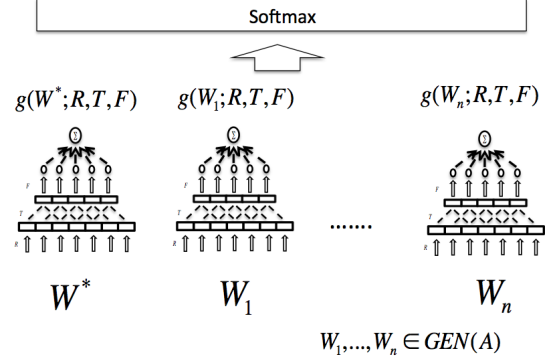 Softmax
g(W*;R,T,F) g(W₁;R,T,F) g(Wₙ;R,T,F)
Σ Σ Σ
F F F
T T T
R R R
.......
W* W₁ Wₙ
W₁,...,Wₙ ∈ GEN(A)